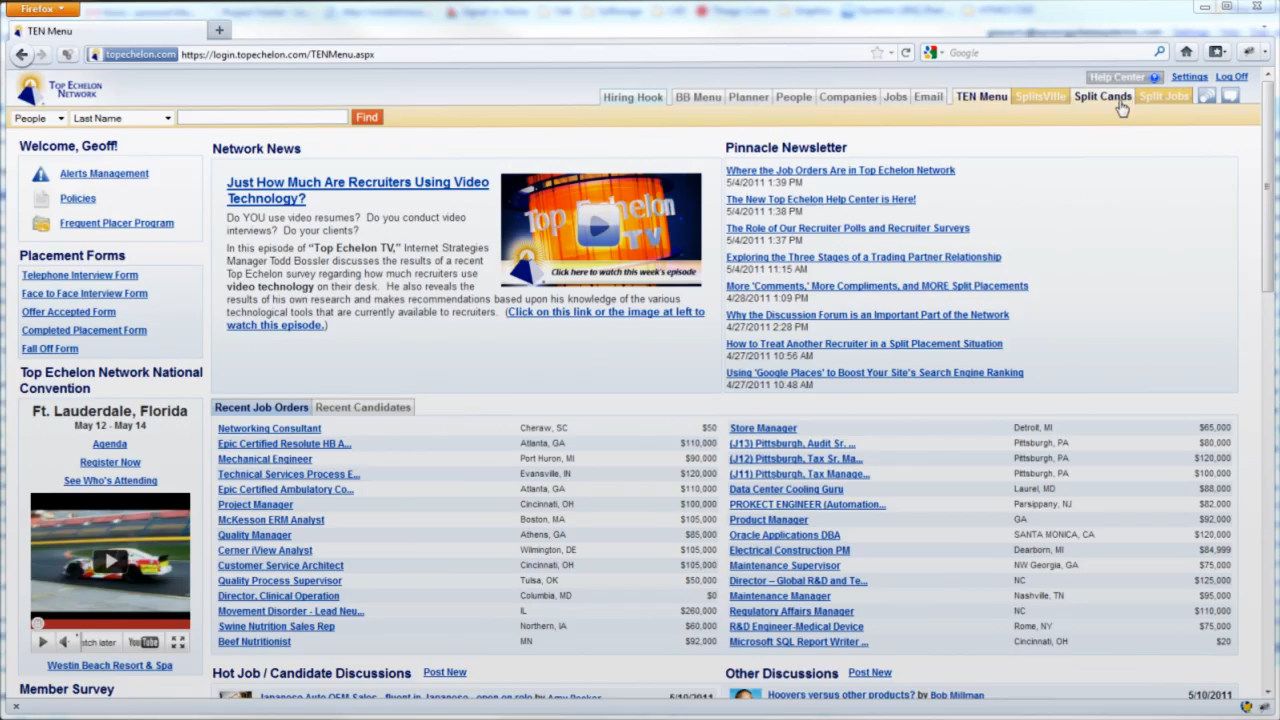 Firefox
TEN Menu
topechelon.com https://login.topechelon.com/TENMenu.aspx
Google
TOP ECHELON
NETWORK
Help Center Settings Log Off
Hiring Hook BB Menu Planner People Companies Jobs Email TEN Menu SplitsVille Split Cands Split Jobs
People Last Name Find
Welcome, Geoff!
Alerts Management
Policies
Frequent Placer Program
Placement Forms
Telephone Interview Form
Face to Face Interview Form
Offer Accepted Form
Completed Placement Form
Fall Off Form
Top Echelon Network National
Convention
Ft. Lauderdale, Florida
May 12 - May 14
Agenda
Register Now
See Who's Attending
YouTube
Westin Beach Resort & Spa
Member Survey
Network News
Just How Much Are Recruiters Using Video
Technology?
Do YOU use video resumes? Do you conduct video
interviews? Do your clients?
In this episode of “Top Echelon TV,” Internet Strategies
Manager Todd Bossler discusses the results of a recent
Top Echelon survey regarding how much recruiters use
video technology on their desk. He also reveals the
results of his own research and makes recommendations based upon his knowledge of the various
technological tools that are currently available to recruiters. (Click on this link or the image at left to
watch this episode.)
Top Echelon
TV
Click here to watch this week's episode
Pinnacle Newsletter
Where the Job Orders Are in Top Echelon Network
5/4/2011 1:39 PM
The New Top Echelon Help Center is Here!
5/4/2011 1:38 PM
The Role of Our Recruiter Polls and Recruiter Surveys
5/4/2011 1:37 PM
Exploring the Three Stages of a Trading Partner Relationship
5/4/2011 11:15 AM
More 'Comments,' More Compliments, and MORE Split Placements
4/28/2011 1:09 PM
Why the Discussion Forum is an Important Part of the Network
4/27/2011 2:28 PM
How to Treat Another Recruiter in a Split Placement Situation
4/27/2011 10:56 AM
Using 'Google Places' to Boost Your Site's Search Engine Ranking
4/27/2011 10:48 AM
Recent Job Orders Recent Candidates
Networking Consultant Cheraw, SC $50
Epic Certified Resolute HB A... Atlanta, GA $110,000
Mechanical Engineer Port Huron, MI $90,000
Technical Services Process E... Evansville, IN $120,000
Epic Certified Ambulatory Co... Atlanta, GA $110,000
Project Manager Cincinnati, OH $100,000
McKesson ERM Analyst Boston, MA $105,000
Quality Manager Athens, GA $85,000
Cerner iView Analyst Wilmington, DE $105,000
Customer Service Architect Cincinnati, OH $105,000
Quality Process Supervisor Tulsa, OK $50,000
Director, Clinical Operation Columbia, MD $0
Movement Disorder - Lead Neu... IL $260,000
Swine Nutrition Sales Rep Northern, IA $60,000
Beef Nutritionist MN $92,000
Store Manager Detroit, MI $65,000
(J13) Pittsburgh, Audit Sr. ... Pittsburgh, PA $80,000
(J12) Pittsburgh, Tax Sr. Ma... Pittsburgh, PA $120,000
(J11) Pittsburgh, Tax Manage... Pittsburgh, PA $100,000
Data Center Cooling Guru Laurel, MD $88,000
PROKECT ENGINEER (Automation... Parsippany, NJ $82,000
Product Manager GA $92,000
Oracle Applications DBA SANTA MONICA, CA $120,000
Electrical Construction PM Dearborn, MI $84,999
Maintenance Supervisor NW Georgia, GA $75,000
Director – Global R&D and Te... NC $125,000
Maintenance Manager Nashville, TN $95,000
Regulatory Affairs Manager NC $110,000
R&D Engineer-Medical Device Rome, NY $75,000
Microsoft SQL Report Writer ... Cincinnati, OH $20
Hot Job / Candidate Discussions Post New
Japanese Auto OEM Sales - fluent in Japanese - open on role by Amy 5/10/2011
Other Discussions Post New
Hoovers versus other products? by Bob Millman 5/10/2011